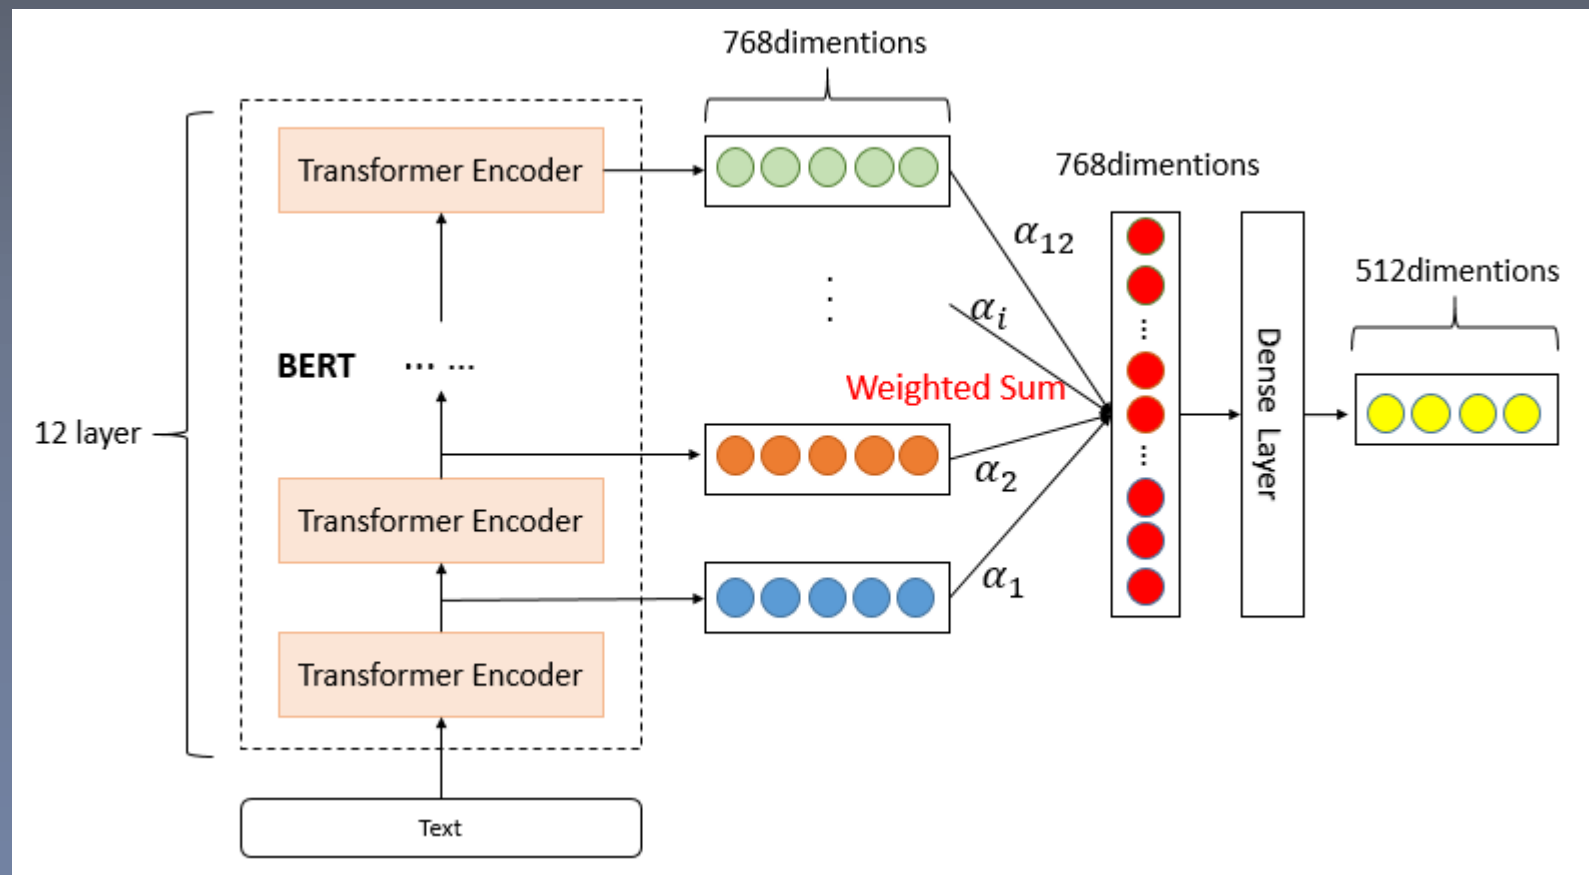 768dimentions
Transformer Encoder
768dimentions
α12
512dimentions
⋮
αi
BERT
... ...
Weighted Sum
12 layer
Dense Layer
α2
Transformer Encoder
α1
Transformer Encoder
Text